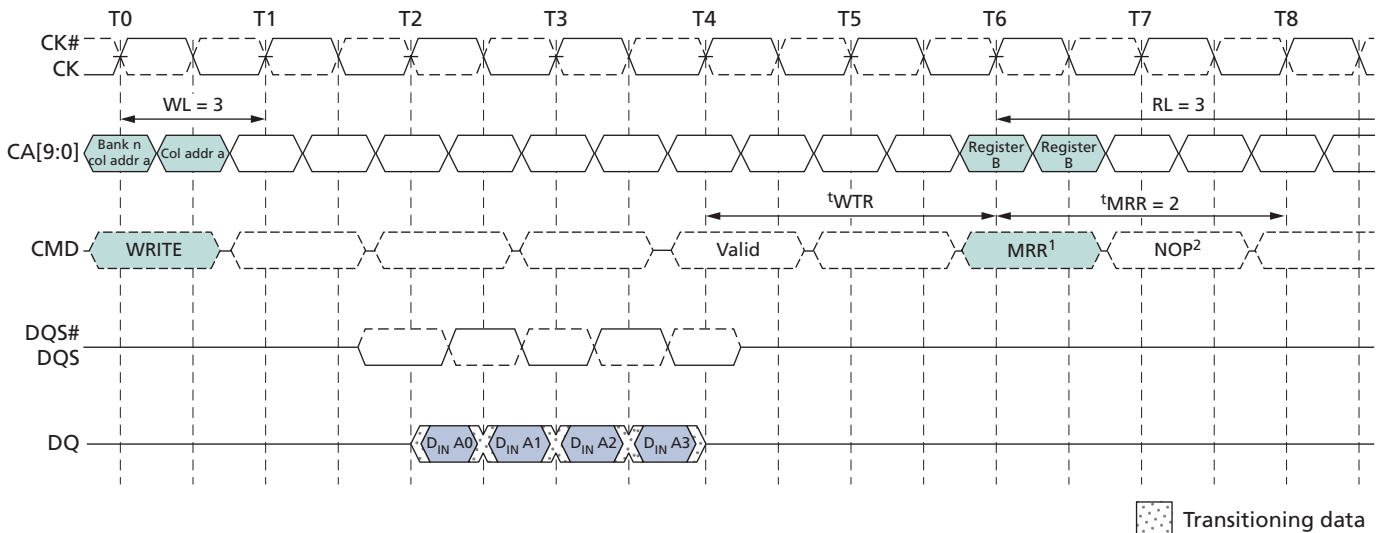 T0 T1 T2 T3 T4 T5 T6 T7 T8
CK#
CK
WL = 3 RL = 3
CA[9:0] Bank n col addr a Col addr a Register B Register B
tWTR tMRR = 2
CMD WRITE Valid MRR1 NOP2
DQS#
DQS
DQ DIN A0 DIN A1 DIN A2 DIN A3
Transitioning data